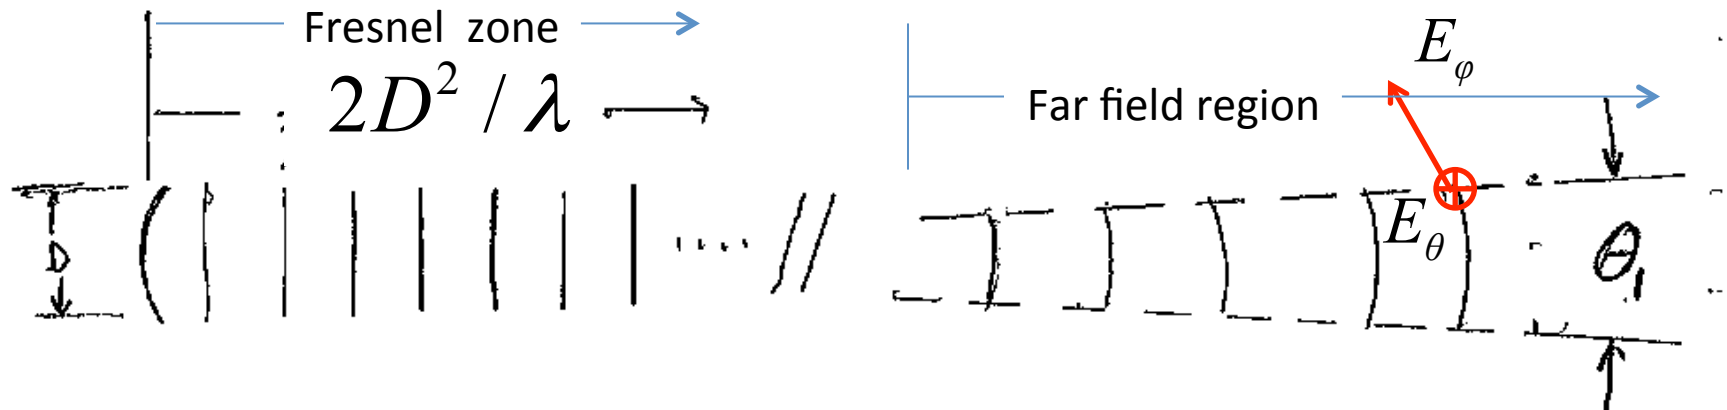 Fresnel zone
2D² / λ
D
E_φ
Far field region
E_θ
θ₁